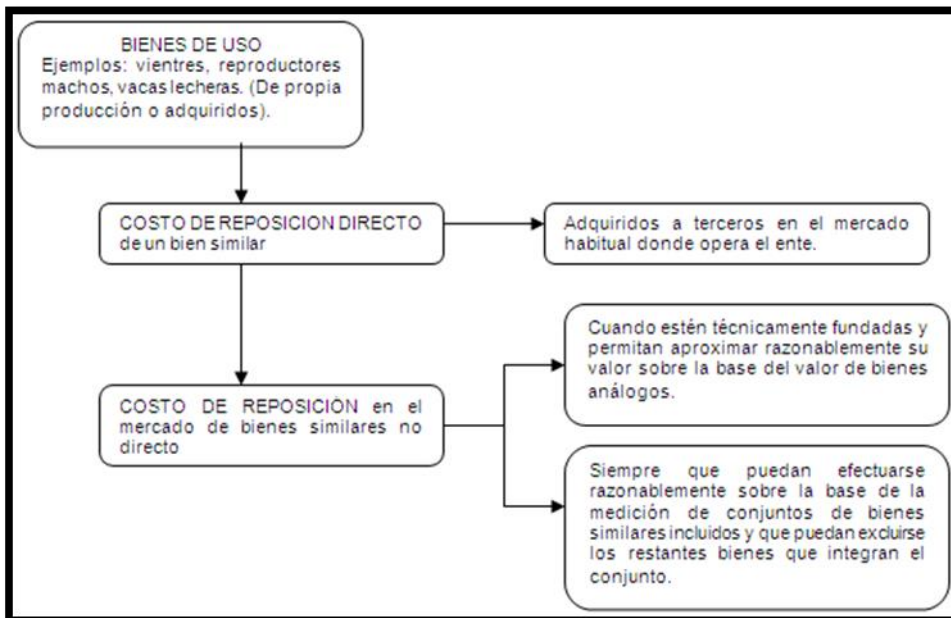 BIENES DE USO
Ejemplos: vientres, reproductores
machos, vacas lecheras. (De propia
producción o adquiridos).
COSTO DE REPOSICION DIRECTO
de un bien similar
Adquiridos a terceros en el mercado
habitual donde opera el ente.
Cuando estén técnicamente fundadas y
permitan aproximar razonablemente su
valor sobre la base del valor de bienes
análogos.
COSTO DE REPOSICIÓN en el
mercado de bienes similares no
directo
Siempre que puedan efectuarse
razonablemente sobre la base de la
medición de conjuntos de bienes
similares incluidos y que puedan excluirse
los restantes bienes que integran el
conjunto.